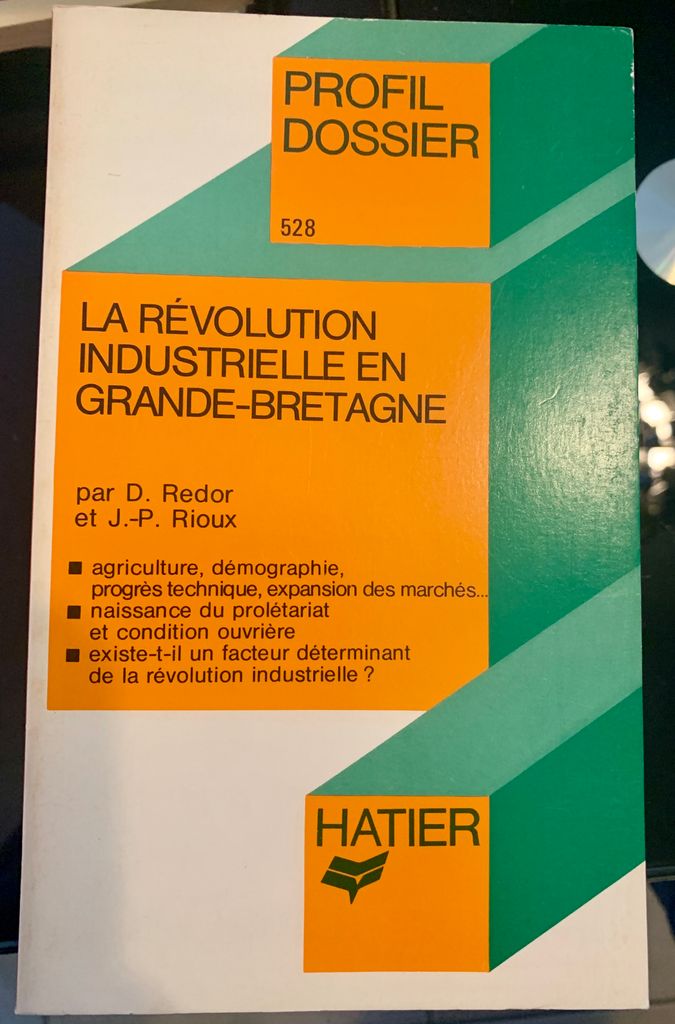 PROFIL
DOSSIER
528
LA RÉVOLUTION
INDUSTRIELLE EN
GRANDE-BRETAGNE
par D. Redor
et J.-P. Rioux
■ agriculture, démographie,
progrès technique, expansion des marchés...
■ naissance du prolétariat
et condition ouvrière
■ existe-t-il un facteur déterminant
de la révolution industrielle ?
HATIER